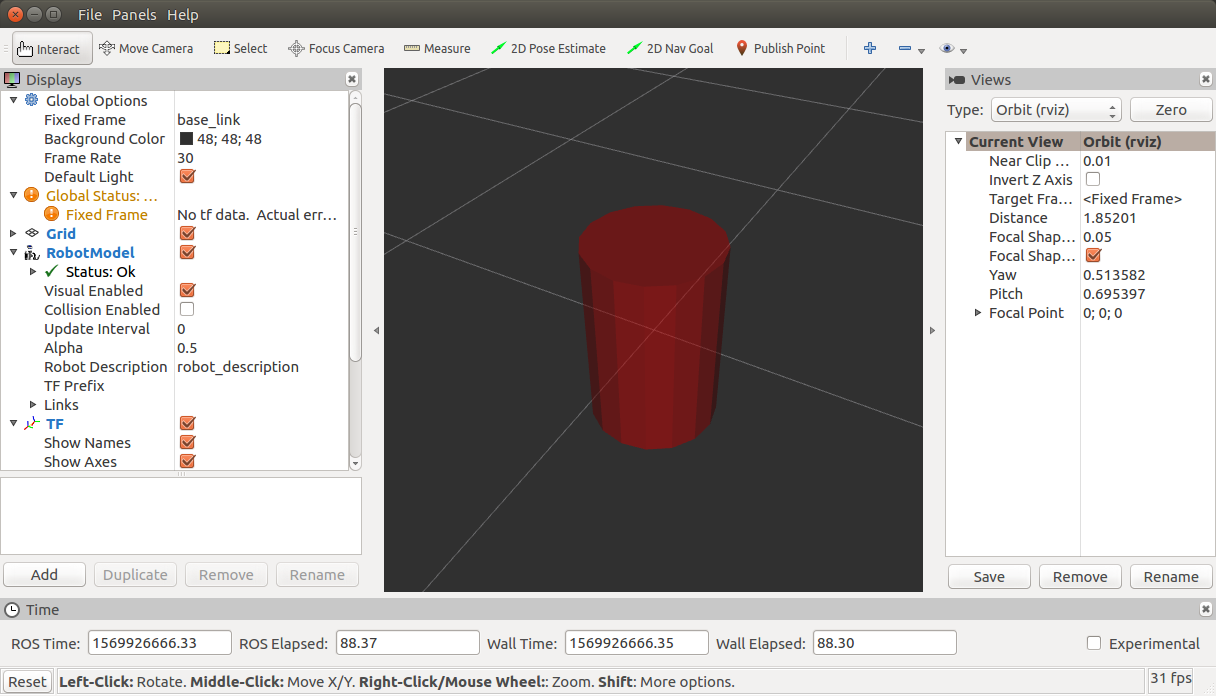 File Panels Help
Interact Move Camera Select Focus Camera Measure 2D Pose Estimate 2D Nav Goal Publish Point
Displays
Global Options
Fixed Frame base_link
Background Color 48; 48; 48
Frame Rate 30
Default Light
Global Status: ...
Fixed Frame No tf data. Actual err...
Grid
RobotModel
Status: Ok
Visual Enabled
Collision Enabled
Update Interval 0
Alpha 0.5
Robot Description robot_description
TF Prefix
Links
TF
Show Names
Show Axes
Add Duplicate Remove Rename
Views
Type: Orbit (rviz) Zero
Current View Orbit (rviz)
Near Clip ... 0.01
Invert Z Axis
Target Fra... <Fixed Frame>
Distance 1.85201
Focal Shap... 0.05
Focal Shap...
Yaw 0.513582
Pitch 0.695397
Focal Point 0; 0; 0
Save Remove Rename
Time
ROS Time: 1569926666.33 ROS Elapsed: 88.37 Wall Time: 1569926666.35 Wall Elapsed: 88.30 Experimental
Reset Left-Click: Rotate. Middle-Click: Move X/Y. Right-Click/Mouse Wheel:: Zoom. Shift: More options. 31 fps